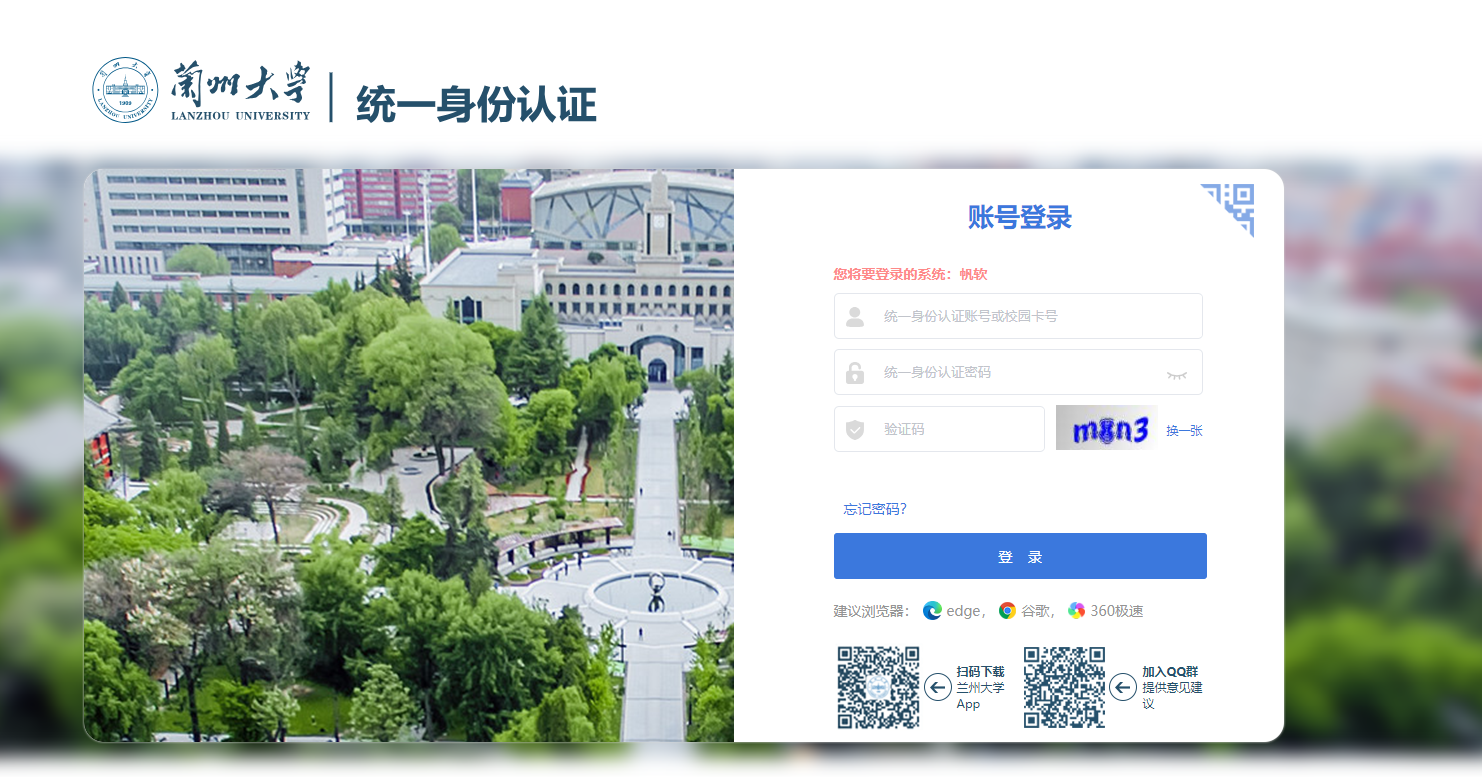 兰州大学
LANZHOU UNIVERSITY
1909
统一身份认证
账号登录
您将要登录的系统：帆软
统一身份认证账号或校园卡号
统一身份认证密码
验证码
换一张
忘记密码？
登 录
建议浏览器： edge， 谷歌， 360极速
扫码下载
兰州大学
App
加入QQ群
提供意见建
议